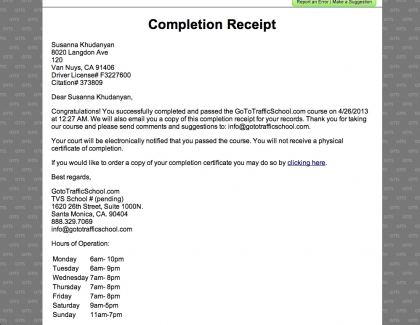 Report an Error | Make a Suggestion
Completion Receipt
Susanna Khudanyan
8020 Langdon Ave
120
Van Nuys, CA 91406
Driver License# F3227600
Citation# 373809
Dear Susanna Khudanyan,
Congratulations! You successfully completed and passed the GoToTrafficSchool.com course on 4/26/2013
at 12:27 AM. We will also email you a copy of this completion receipt for your records. Thank you for taking
our course and please send comments and suggestions to: info@gototrafficschool.com.
Your court will be electronically notified that you passed the course. You will not receive a physical
certificate of completion.
If you would like to order a copy of your completion certificate you may do so by clicking here.
Best regards,
GotoTrafficSchool.com
TVS School # (pending)
1620 26th Street, Suite 1000N.
Santa Monica, CA. 90404
888.329.7069
info@gototrafficschool.com
Hours of Operation:
Monday 6am- 10pm
Tuesday 6am- 9pm
Wednesday 7am- 8pm
Thursday 7am- 8pm
Friday 7am- 8pm
Saturday 9am-5pm
Sunday 11am-7pm